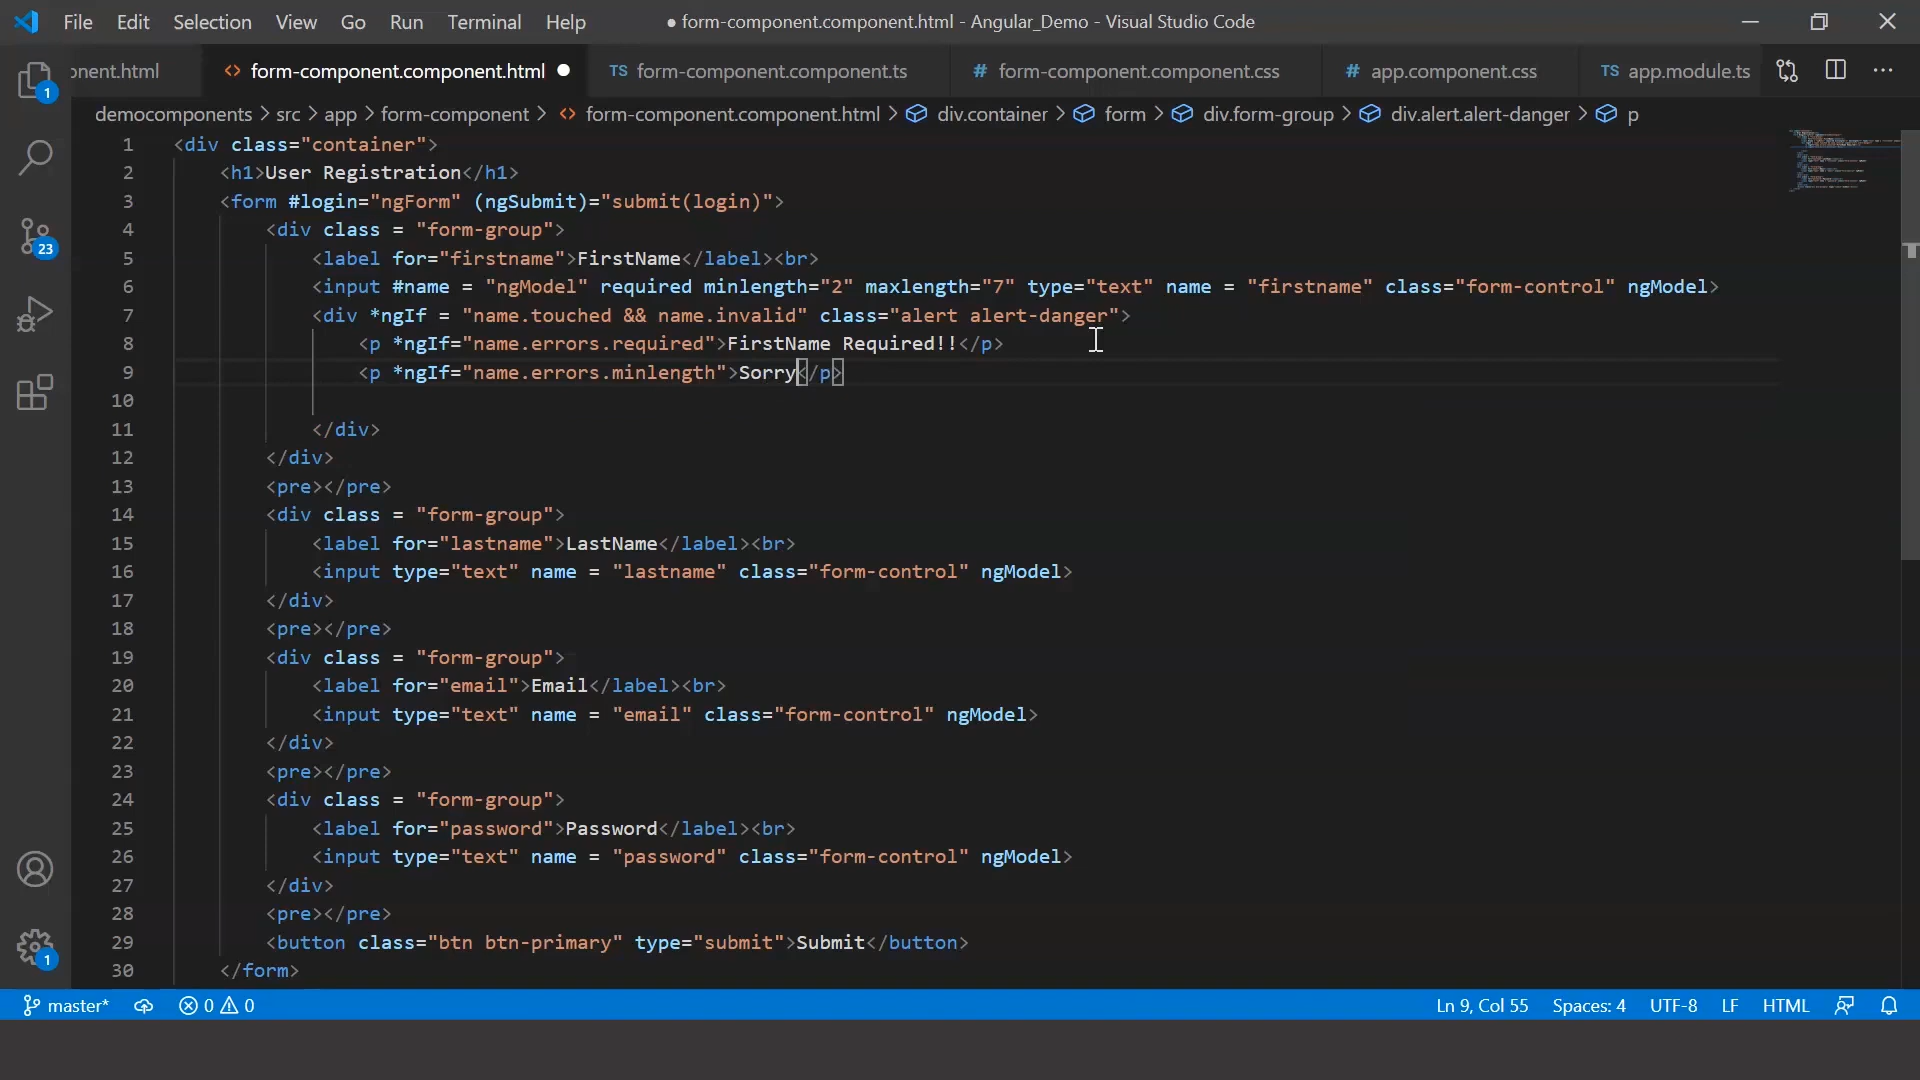 File Edit Selection View Go Run Terminal Help ● form-component.component.html - Angular_Demo - Visual Studio Code
onent.html <> form-component.component.html ● TS form-component.component.ts # form-component.component.css # app.component.css TS app.module.ts ...
democomponents > src > app > form-component > <> form-component.component.html > div.container > form > div.form-group > div.alert.alert-danger > p
1 <div class="container">
2 <h1>User Registration</h1>
3 <form #login="ngForm" (ngSubmit)="submit(login)">
4 <div class = "form-group">
5 <label for="firstname">FirstName</label><br>
6 <input #name = "ngModel" required minlength="2" maxlength="7" type="text" name = "firstname" class="form-control" ngModel>
7 <div *ngIf = "name.touched && name.invalid" class="alert alert-danger">
8 <p *ngIf="name.errors.required">FirstName Required!!</p>
9 <p *ngIf="name.errors.minlength">Sorry</p>
10
11 </div>
12 </div>
13 <pre></pre>
14 <div class = "form-group">
15 <label for="lastname">LastName</label><br>
16 <input type="text" name = "lastname" class="form-control" ngModel>
17 </div>
18 <pre></pre>
19 <div class = "form-group">
20 <label for="email">Email</label><br>
21 <input type="text" name = "email" class="form-control" ngModel>
22 </div>
23 <pre></pre>
24 <div class = "form-group">
25 <label for="password">Password</label><br>
26 <input type="text" name = "password" class="form-control" ngModel>
27 </div>
28 <pre></pre>
29 <button class="btn btn-primary" type="submit">Submit</button>
30 </form>
1
23
1
master* 0 0 Ln 9, Col 55 Spaces: 4 UTF-8 LF HTML